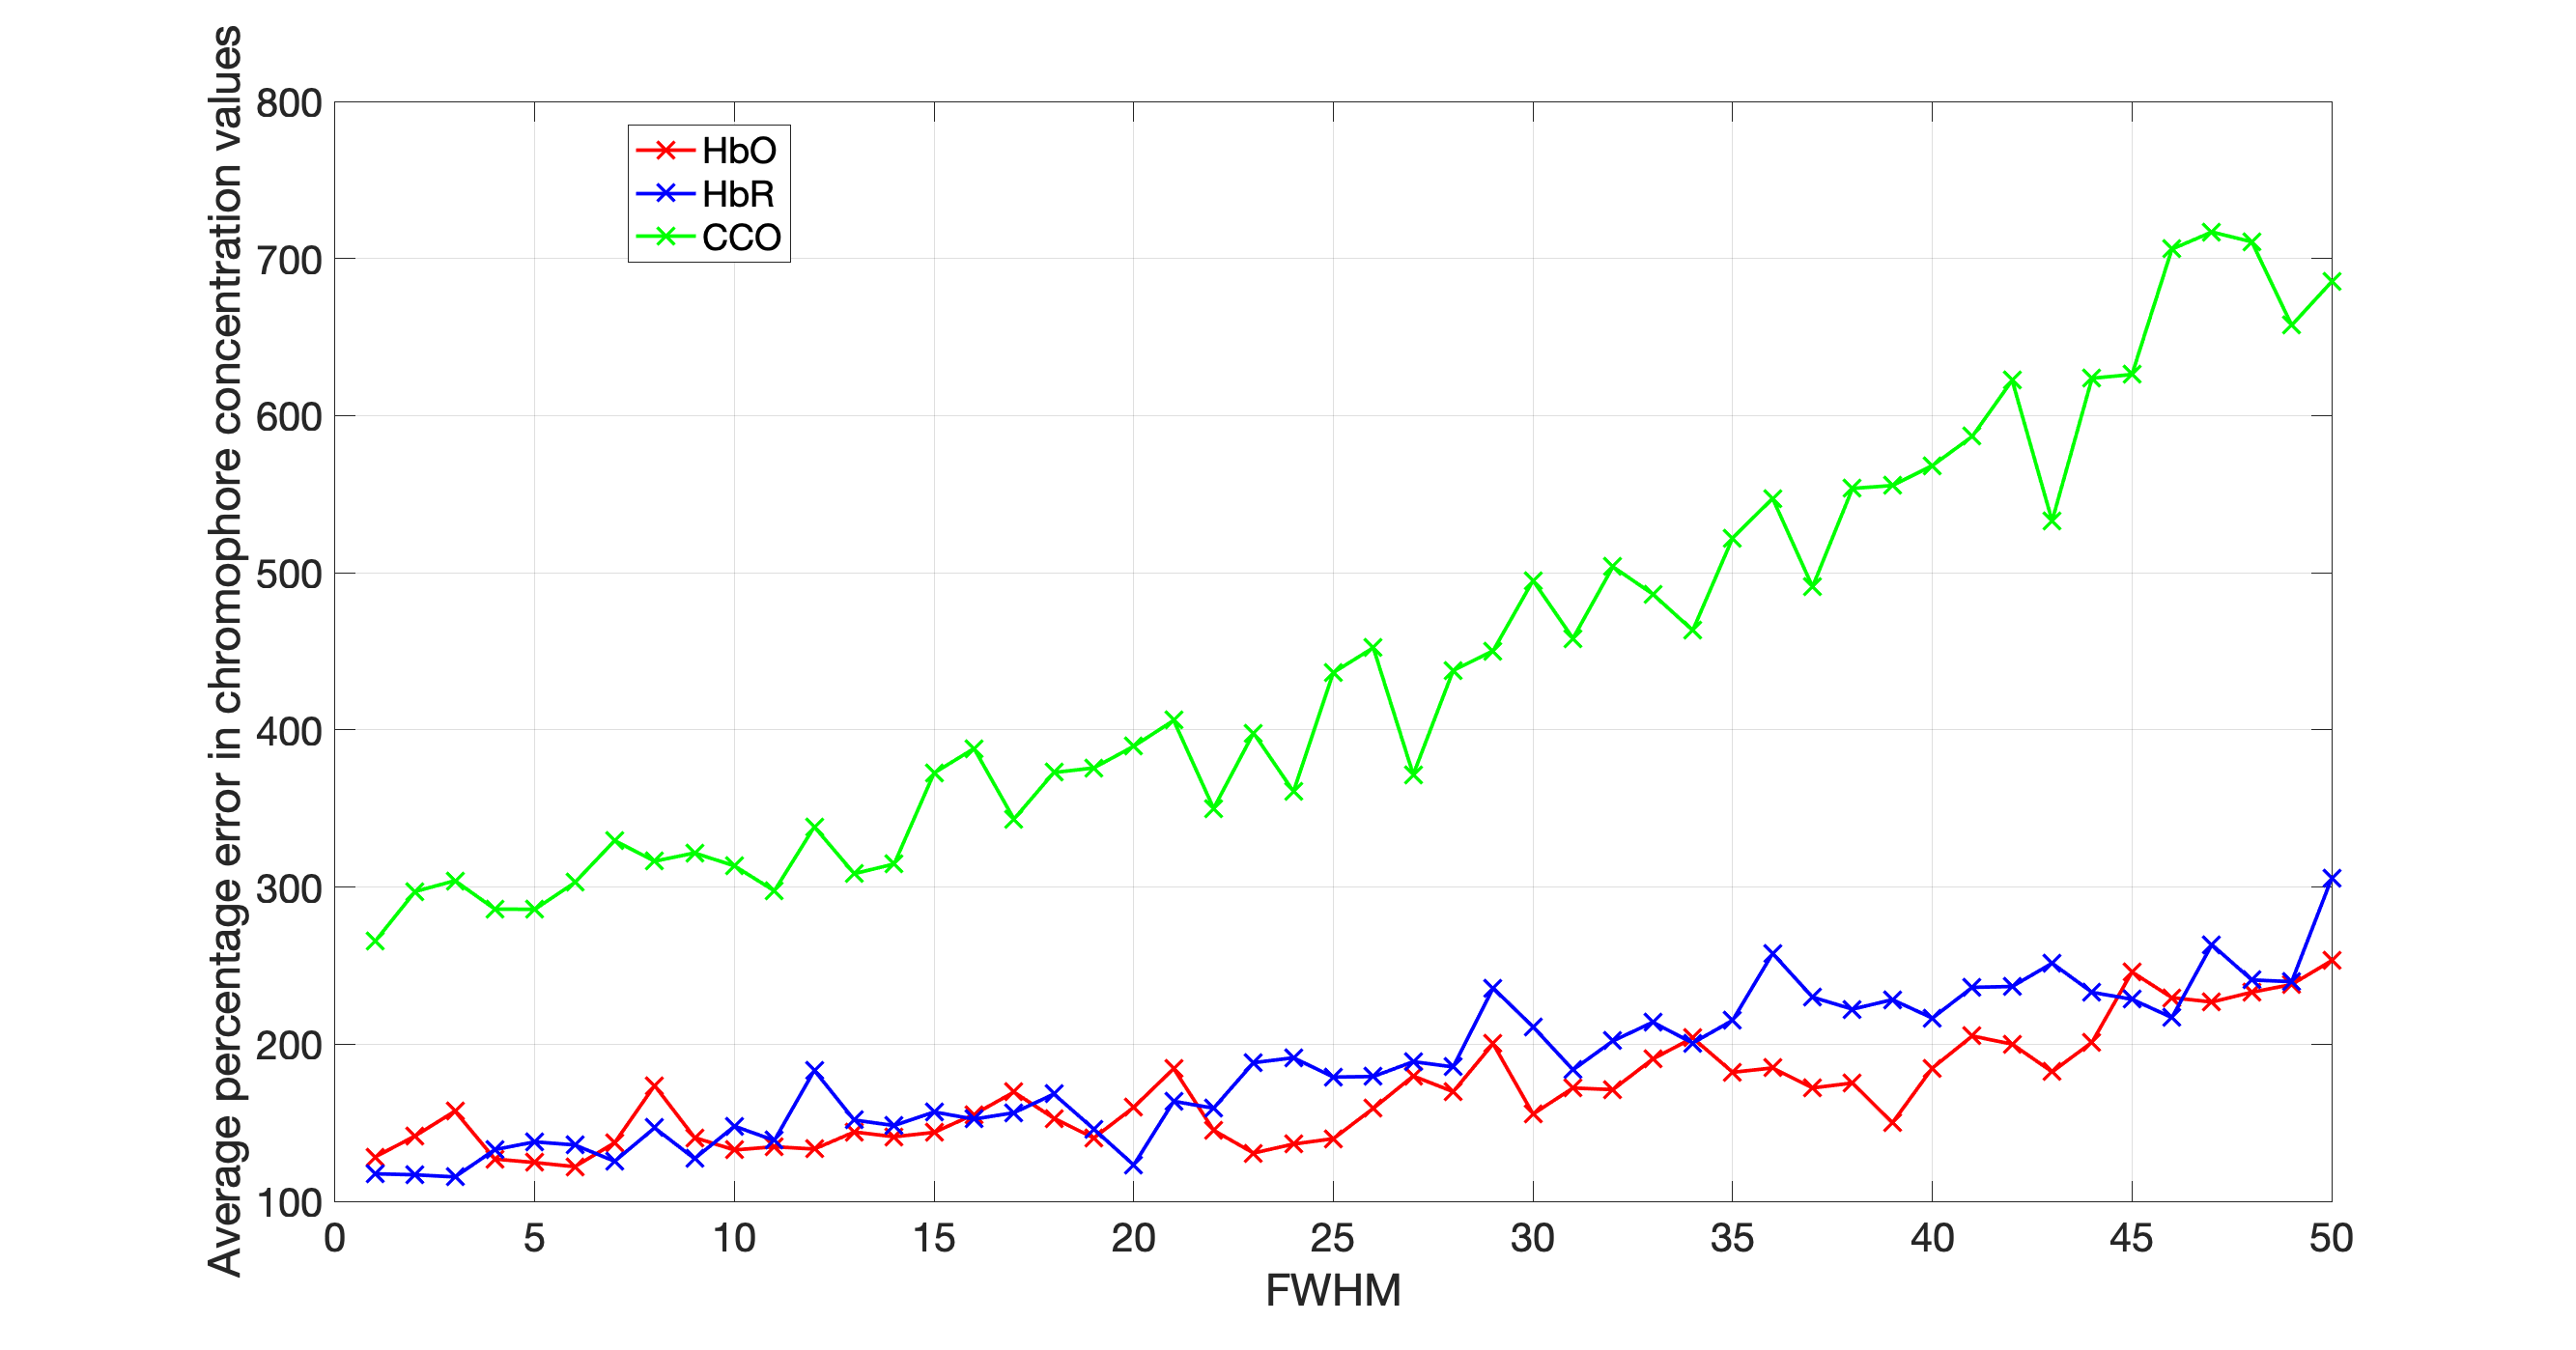 Average percentage error in chromophore concentration values
800
700
600
500
400
300
200
100
HbO
HbR
CCO
0 5 10 15 20 25 30 35 40 45 50
FWHM